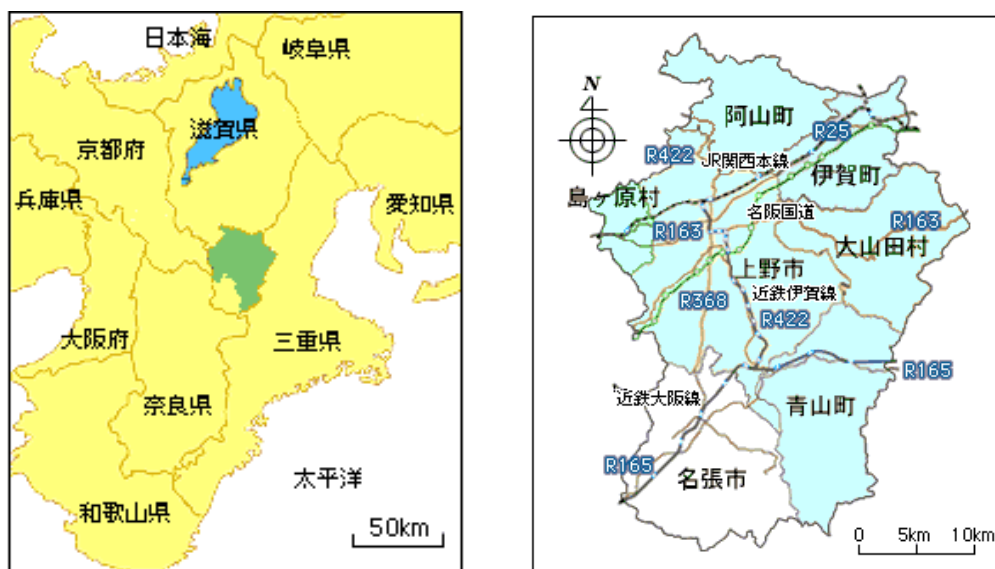 日本海
岐阜県
滋賀県
京都府
兵庫県
愛知県
大阪府
三重県
奈良県
太平洋
和歌山県
50km
N
阿山町
R25
R422
JR関西本線
伊賀町
島ヶ原村
名阪国道
R163
R163
大山田村
上野市
近鉄伊賀線
R368
R422
R165
近鉄大阪線
青山町
R165
名張市
0 5km 10km